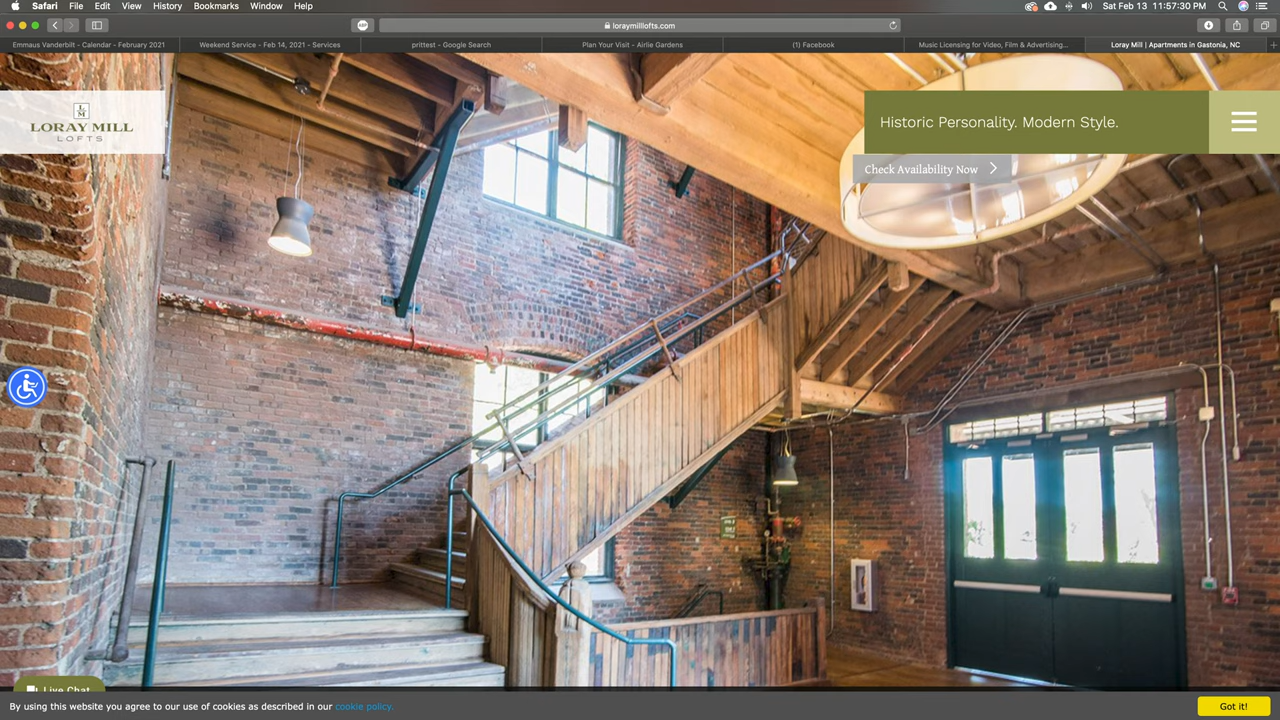 Safari File Edit View History Bookmarks Window Help
Sat Feb 13 11:57:30 PM
ABP
loraymilllofts.com
Emmaus Vanderbilt - Calendar - February 2021
Weekend Service - Feb 14, 2021 - Services
prittest - Google Search
Plan Your Visit - Airlie Gardens
(1) Facebook
Music Licensing for Video, Film & Advertising...
Loray Mill | Apartments in Gastonia, NC
LORAY MILL
LOFTS
Historic Personality. Modern Style.
Check Availability Now
Live Chat
By using this website you agree to our use of cookies as described in our cookie policy.
Got it!